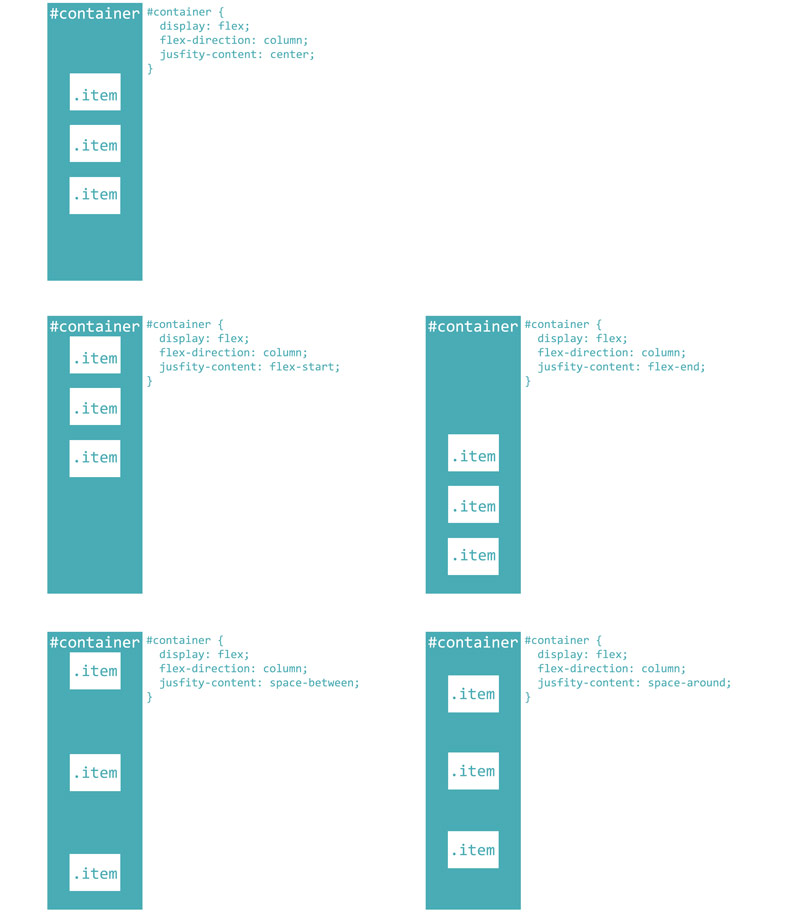 #container
#container {
  display: flex;
  flex-direction: column;
  jusfity-content: center;
}
.item
.item
.item
#container
#container {
  display: flex;
  flex-direction: column;
  jusfity-content: flex-start;
}
.item
.item
.item
#container
#container {
  display: flex;
  flex-direction: column;
  jusfity-content: flex-end;
}
.item
.item
.item
#container
#container {
  display: flex;
  flex-direction: column;
  jusfity-content: space-between;
}
.item
.item
.item
#container
#container {
  display: flex;
  flex-direction: column;
  jusfity-content: space-around;
}
.item
.item
.item